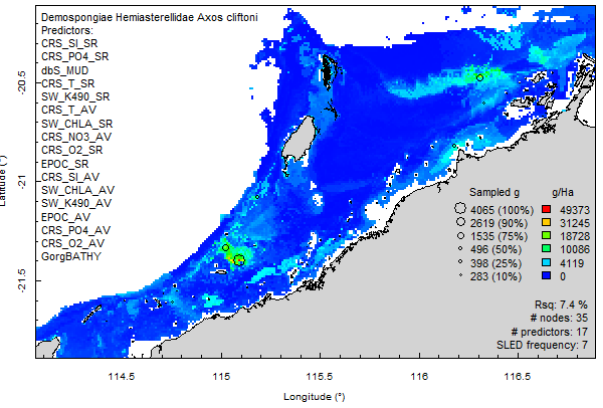 Demospongiae Hemiasterellidae Axos cliftoni
Predictors:
CRS_SI_SR
CRS_PO4_SR
dbS_MUD
CRS_T_SR
SW_K490_SR
CRS_T_AV
SW_CHLA_SR
CRS_NO3_AV
CRS_O2_SR
EPOC_SR
CRS_SI_AV
SW_CHLA_AV
SW_K490_AV
EPOC_AV
CRS_PO4_AV
CRS_O2_AV
GorgBATHY
Latitude (°)
-20.5
-21
-21.5
Sampled g g/Ha
4065 (100%) 49373
2619 (90%) 31245
1535 (75%) 18728
496 (50%) 10086
398 (25%) 4119
283 (10%) 0
Rsq: 7.4 %
# nodes: 35
# predictors: 17
SLED frequency: 7
114.5 115 115.5 116 116.5
Longitude (°)